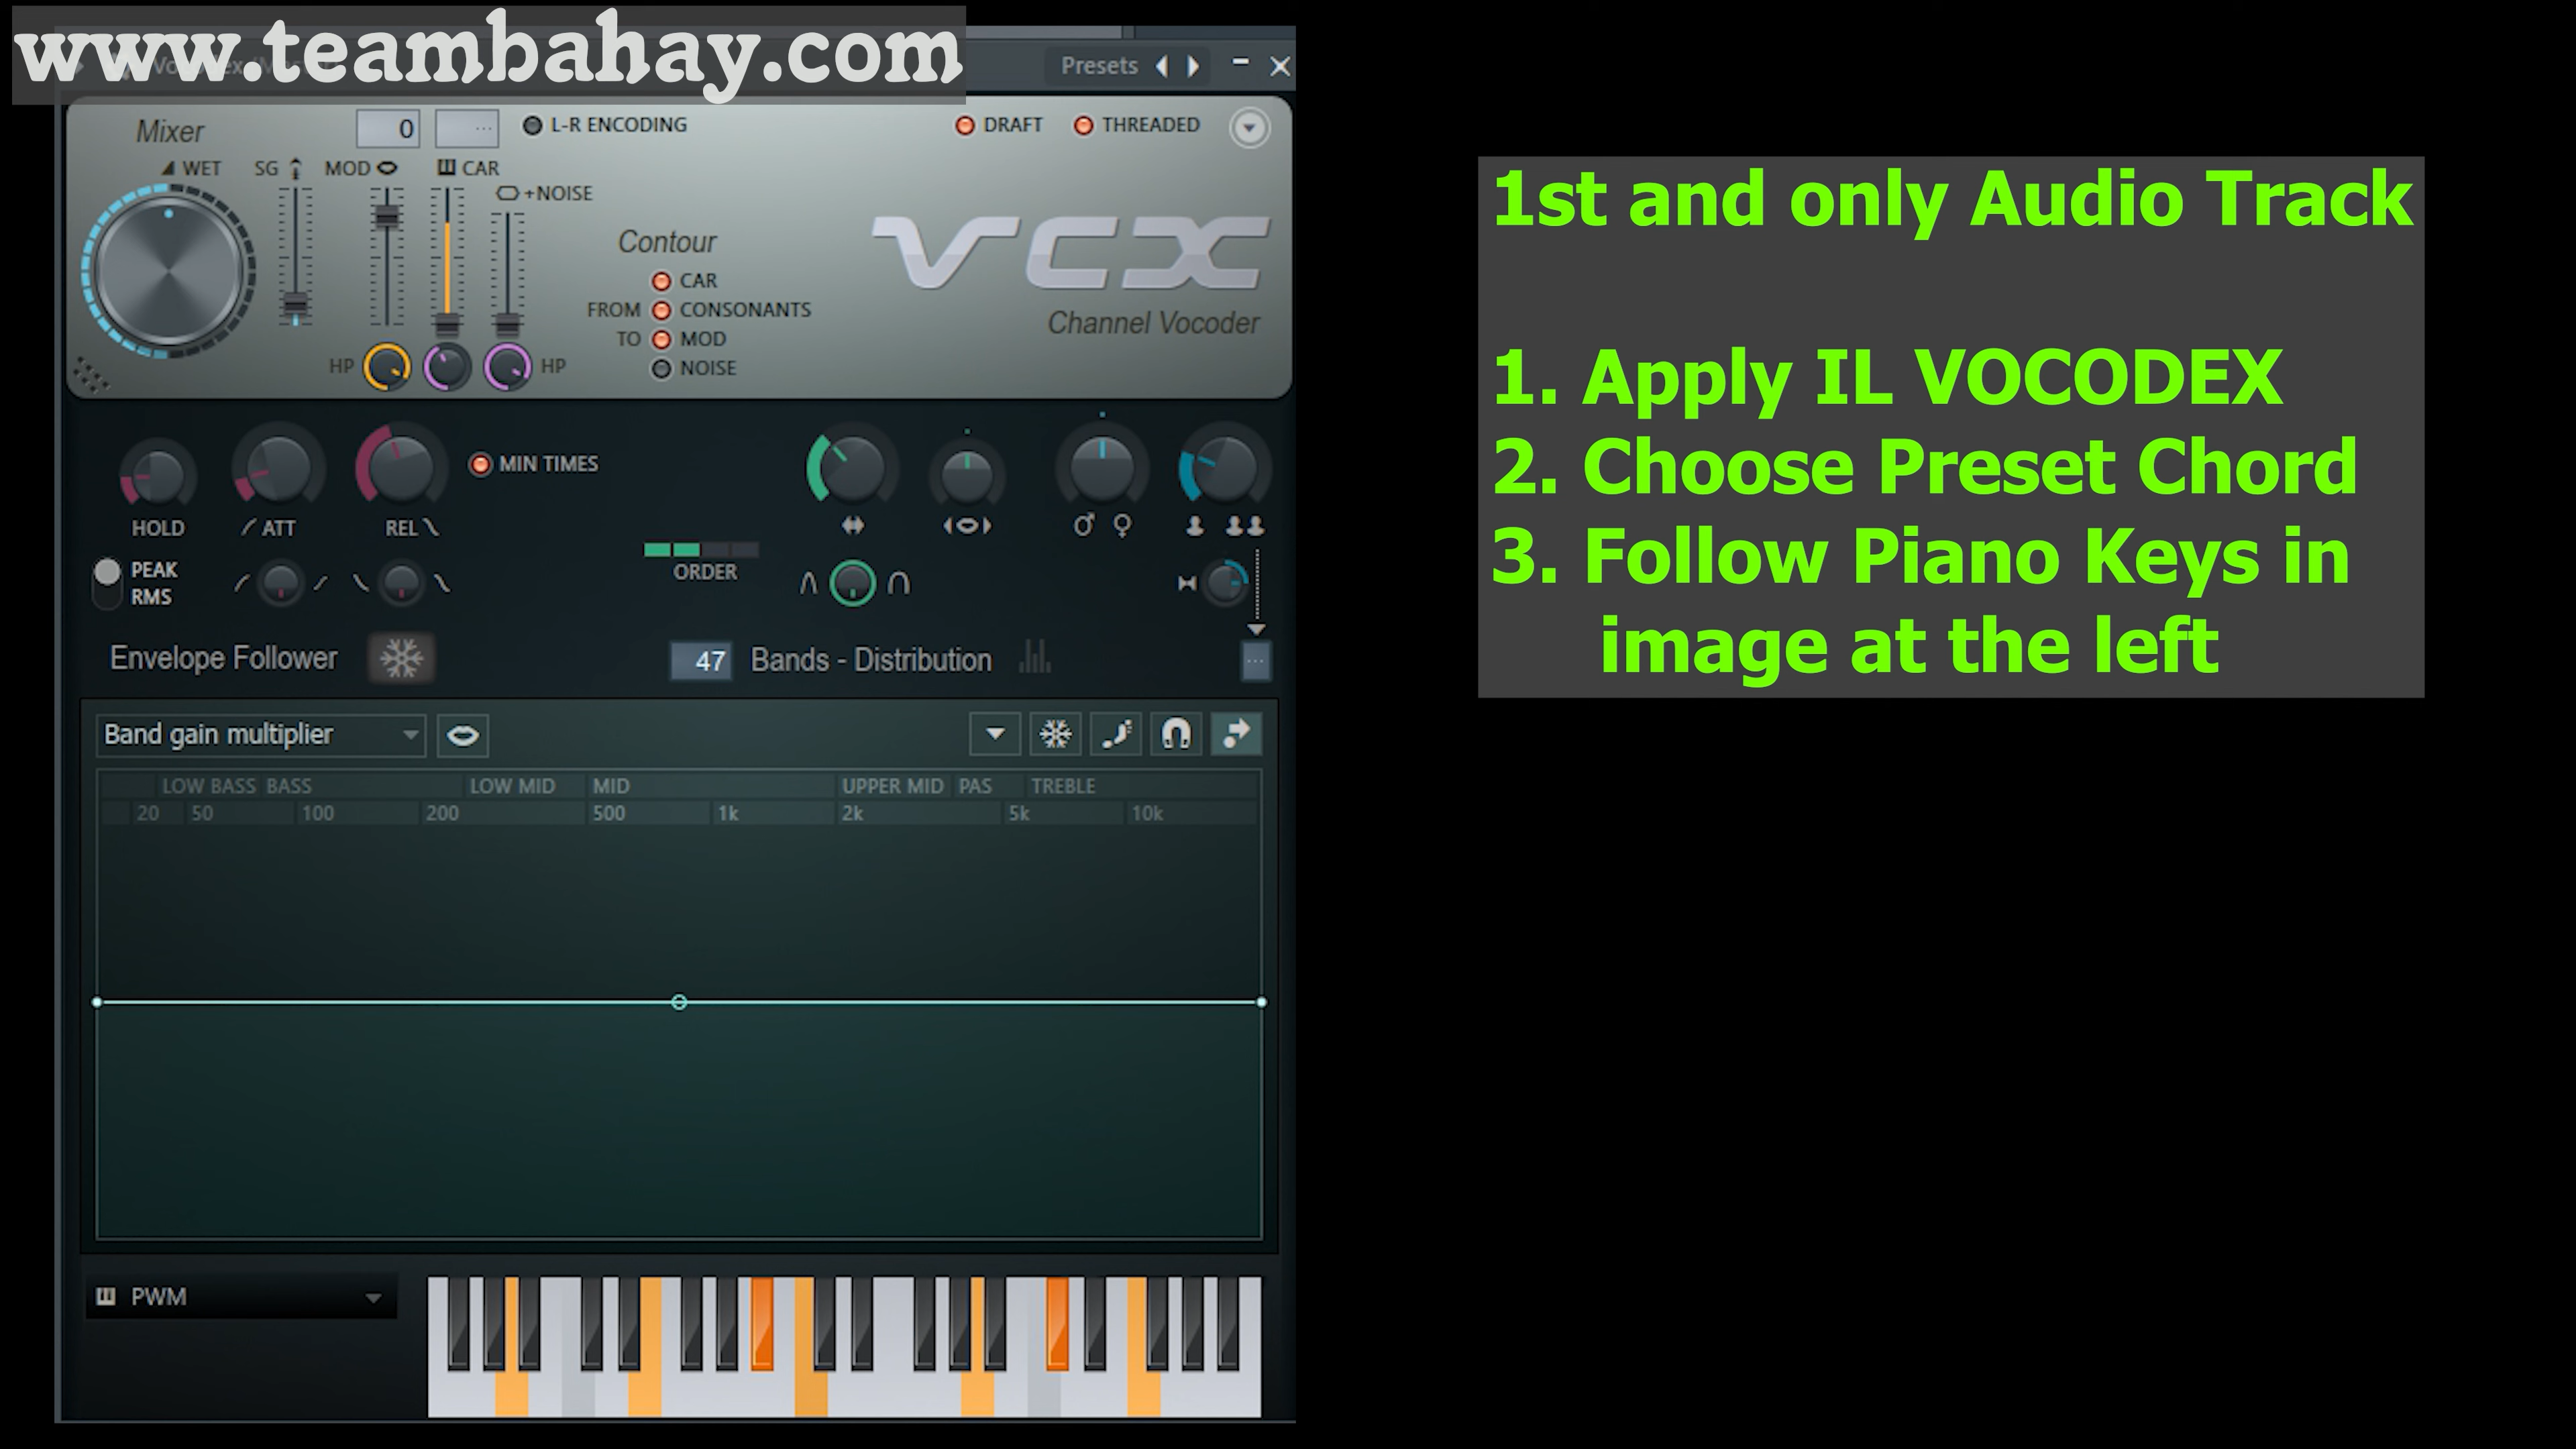 www.teambahay.com
Presets
Mixer
0
L-R ENCODING
DRAFT
THREADED
WET
SG
MOD
CAR
+NOISE
Contour
CAR
FROM CONSONANTS
TO MOD
NOISE
HP
HP
VCX
Channel Vocoder
HOLD
ATT
REL
MIN TIMES
ORDER
PEAK
RMS
Envelope Follower
47 Bands - Distribution
Band gain multiplier
LOW BASS BASS LOW MID MID UPPER MID PAS TREBLE
20 50 100 200 500 1k 2k 5k 10k
PWM
1st and only Audio Track
1. Apply IL VOCODEX
2. Choose Preset Chord
3. Follow Piano Keys in
image at the left